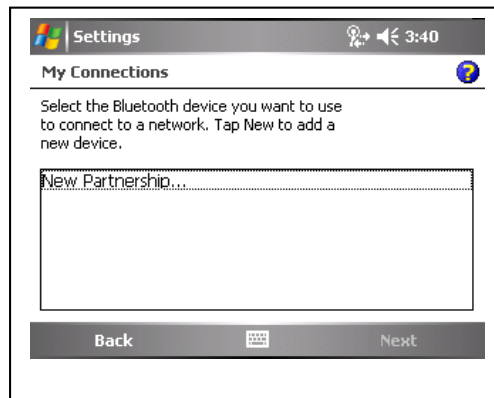 Settings 3:40
My Connections
Select the Bluetooth device you want to use
to connect to a network. Tap New to add a
new device.
New Partnership...
Back Next